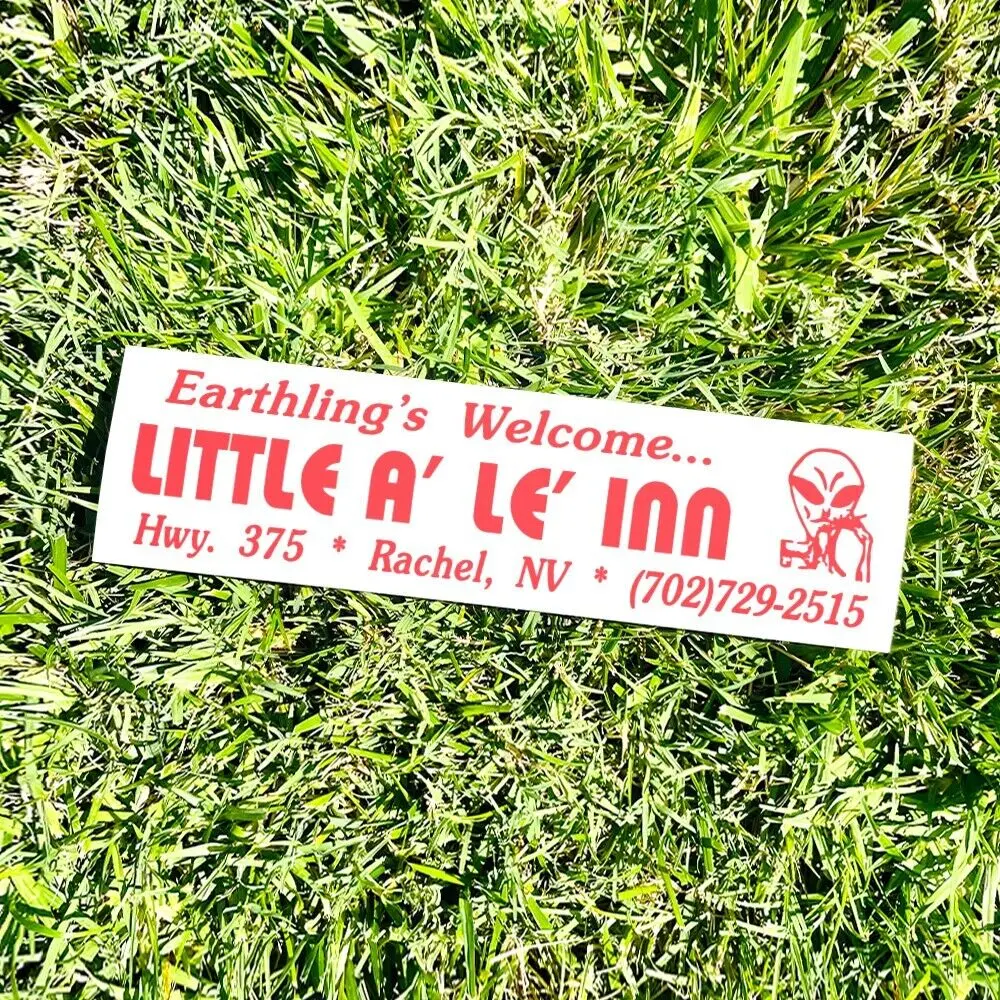 Earthling's Welcome...
LITTLE A' LE' INN
Hwy. 375 * Rachel, NV * (702)729-2515